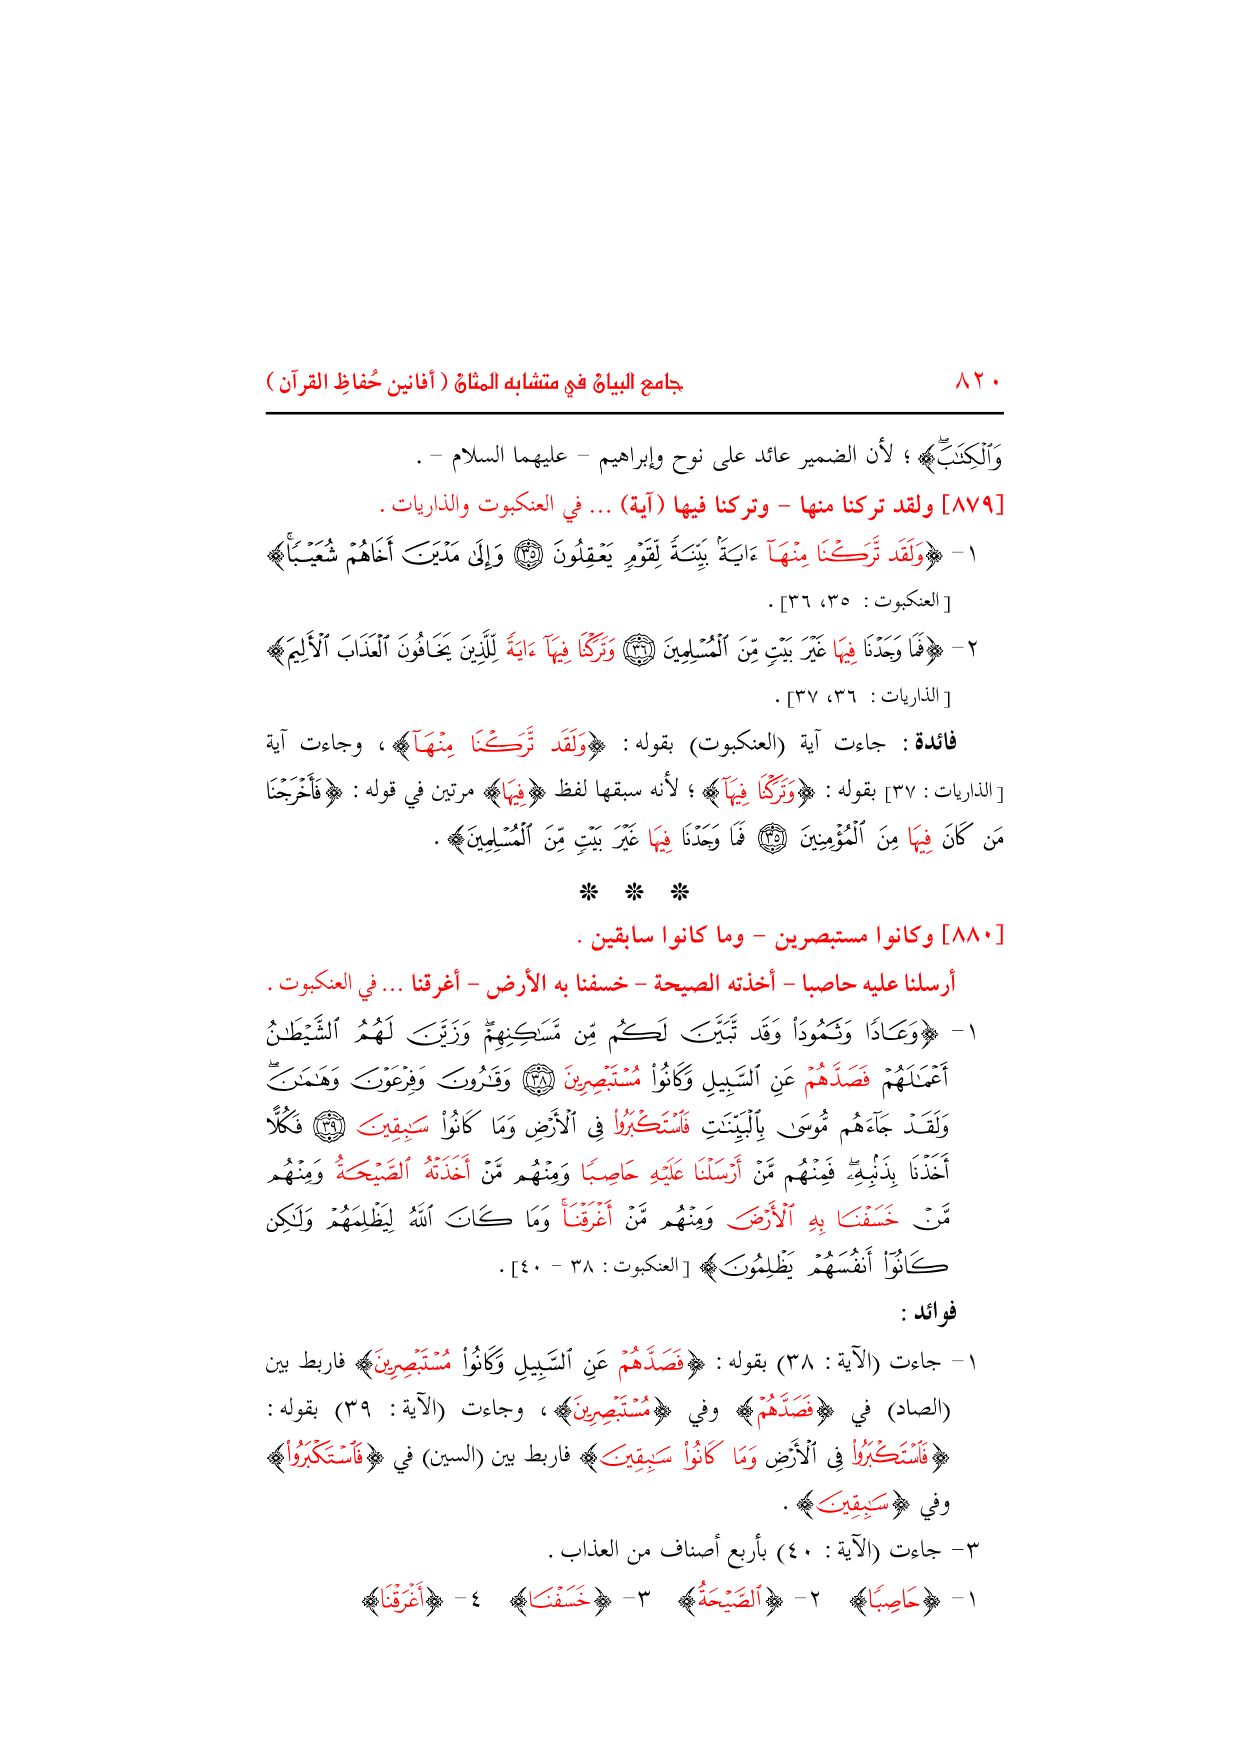 ٨٢٠ جامع البيان في متشابه المثان ( أفانين حُفاظِ القرآن )
وَٱلْكِتَٰبَۖ﴾ ؛ لأن الضمير عائد على نوح وإبراهيم – عليهما السلام – .
[٨٧٩] ولقد تركنا منها – وتركنا فيها (آية) ... في العنكبوت والذاريات .
١- ﴿وَلَقَد تَّرَكْنَا مِنْهَآ ءَايَةَۢ بَيِّنَةً لِّقَوْمٍ يَعْقِلُونَ ٣٥ وَإِلَىٰ مَدْيَنَ أَخَاهُمْ شُعَيْبًا﴾
[العنكبوت : ٣٥، ٣٦] .
٢- ﴿فَمَا وَجَدْنَا فِيهَا غَيْرَ بَيْتٍ مِّنَ ٱلْمُسْلِمِينَ ٣٦ وَتَرَكْنَا فِيهَآ ءَايَةً لِّلَّذِينَ يَخَافُونَ ٱلْعَذَابَ ٱلْأَلِيمَ﴾
[الذاريات : ٣٦، ٣٧] .
فائدة : جاءت آية (العنكبوت) بقوله : ﴿وَلَقَد تَّرَكْنَا مِنْهَآ﴾ ، وجاءت آية
[الذاريات : ٣٧] بقوله : ﴿وَتَرَكْنَا فِيهَآ﴾ ؛ لأنه سبقها لفظ ﴿فِيهَا﴾ مرتين في قوله : ﴿فَأَخْرَجْنَا
مَن كَانَ فِيهَا مِنَ ٱلْمُؤْمِنِينَ ٣٥ فَمَا وَجَدْنَا فِيهَا غَيْرَ بَيْتٍ مِّنَ ٱلْمُسْلِمِينَ﴾ .
❊ ❊ ❊
[٨٨٠] وكانوا مستبصرين – وما كانوا سابقين .
أرسلنا عليه حاصبا – أخذته الصيحة – خسفنا به الأرض – أغرقنا ... في العنكبوت .
١- ﴿وَعَادًا وَثَمُودَا۟ وَقَد تَّبَيَّنَ لَكُم مِّن مَّسَٰكِنِهِمْۖ وَزَيَّنَ لَهُمُ ٱلشَّيْطَٰنُ
أَعْمَٰلَهُمْ فَصَدَّهُمْ عَنِ ٱلسَّبِيلِ وَكَانُوا۟ مُسْتَبْصِرِينَ ٣٨ وَقَٰرُونَ وَفِرْعَوْنَ وَهَٰمَٰنَۖ
وَلَقَدْ جَآءَهُم مُّوسَىٰ بِٱلْبَيِّنَٰتِ فَٱسْتَكْبَرُوا۟ فِى ٱلْأَرْضِ وَمَا كَانُوا۟ سَٰبِقِينَ ٣٩ فَكُلًّا
أَخَذْنَا بِذَنۢبِهِۦۖ فَمِنْهُم مَّنْ أَرْسَلْنَا عَلَيْهِ حَاصِبًا وَمِنْهُم مَّنْ أَخَذَتْهُ ٱلصَّيْحَةُ وَمِنْهُم
مَّنْ خَسَفْنَا بِهِ ٱلْأَرْضَ وَمِنْهُم مَّنْ أَغْرَقْنَاۚ وَمَا كَانَ ٱللَّهُ لِيَظْلِمَهُمْ وَلَٰكِن
كَانُوٓا۟ أَنفُسَهُمْ يَظْلِمُونَ﴾ [العنكبوت : ٣٨ – ٤٠] .
فوائد :
١- جاءت (الآية : ٣٨) بقوله : ﴿فَصَدَّهُمْ عَنِ ٱلسَّبِيلِ وَكَانُوا۟ مُسْتَبْصِرِينَ﴾ فاربط بين
(الصاد) في ﴿فَصَدَّهُمْ﴾ وفي ﴿مُسْتَبْصِرِينَ﴾ ، وجاءت (الآية : ٣٩) بقوله :
﴿فَٱسْتَكْبَرُوا۟ فِى ٱلْأَرْضِ وَمَا كَانُوا۟ سَٰبِقِينَ﴾ فاربط بين (السين) في ﴿فَٱسْتَكْبَرُوا۟﴾
وفي ﴿سَٰبِقِينَ﴾ .
٣- جاءت (الآية : ٤٠) بأربع أصناف من العذاب .
١- ﴿حَاصِبًا﴾ ٢- ﴿ٱلصَّيْحَةُ﴾ ٣- ﴿خَسَفْنَا﴾ ٤- ﴿أَغْرَقْنَا﴾